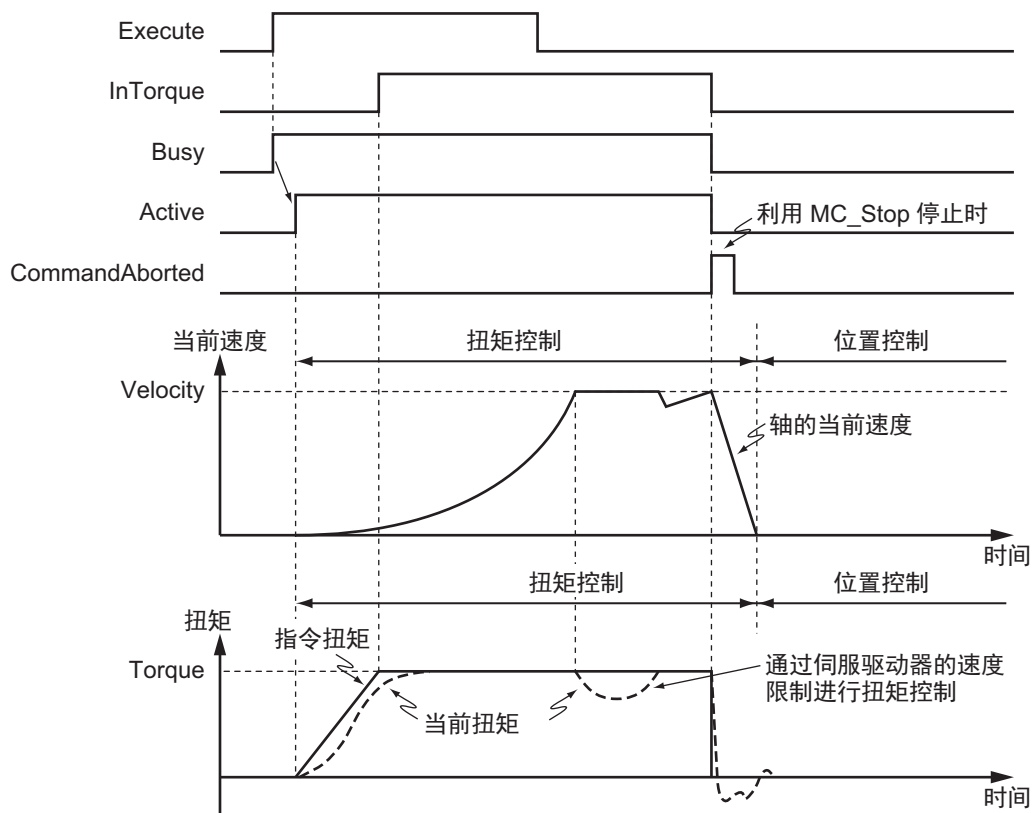 Execute
InTorque
Busy
Active
利用 MC_Stop 停止时
CommandAborted
当前速度
扭矩控制
位置控制
Velocity
轴的当前速度
时间
扭矩控制
位置控制
扭矩
指令扭矩
Torque
通过伺服驱动器的速度
限制进行扭矩控制
当前扭矩
时间